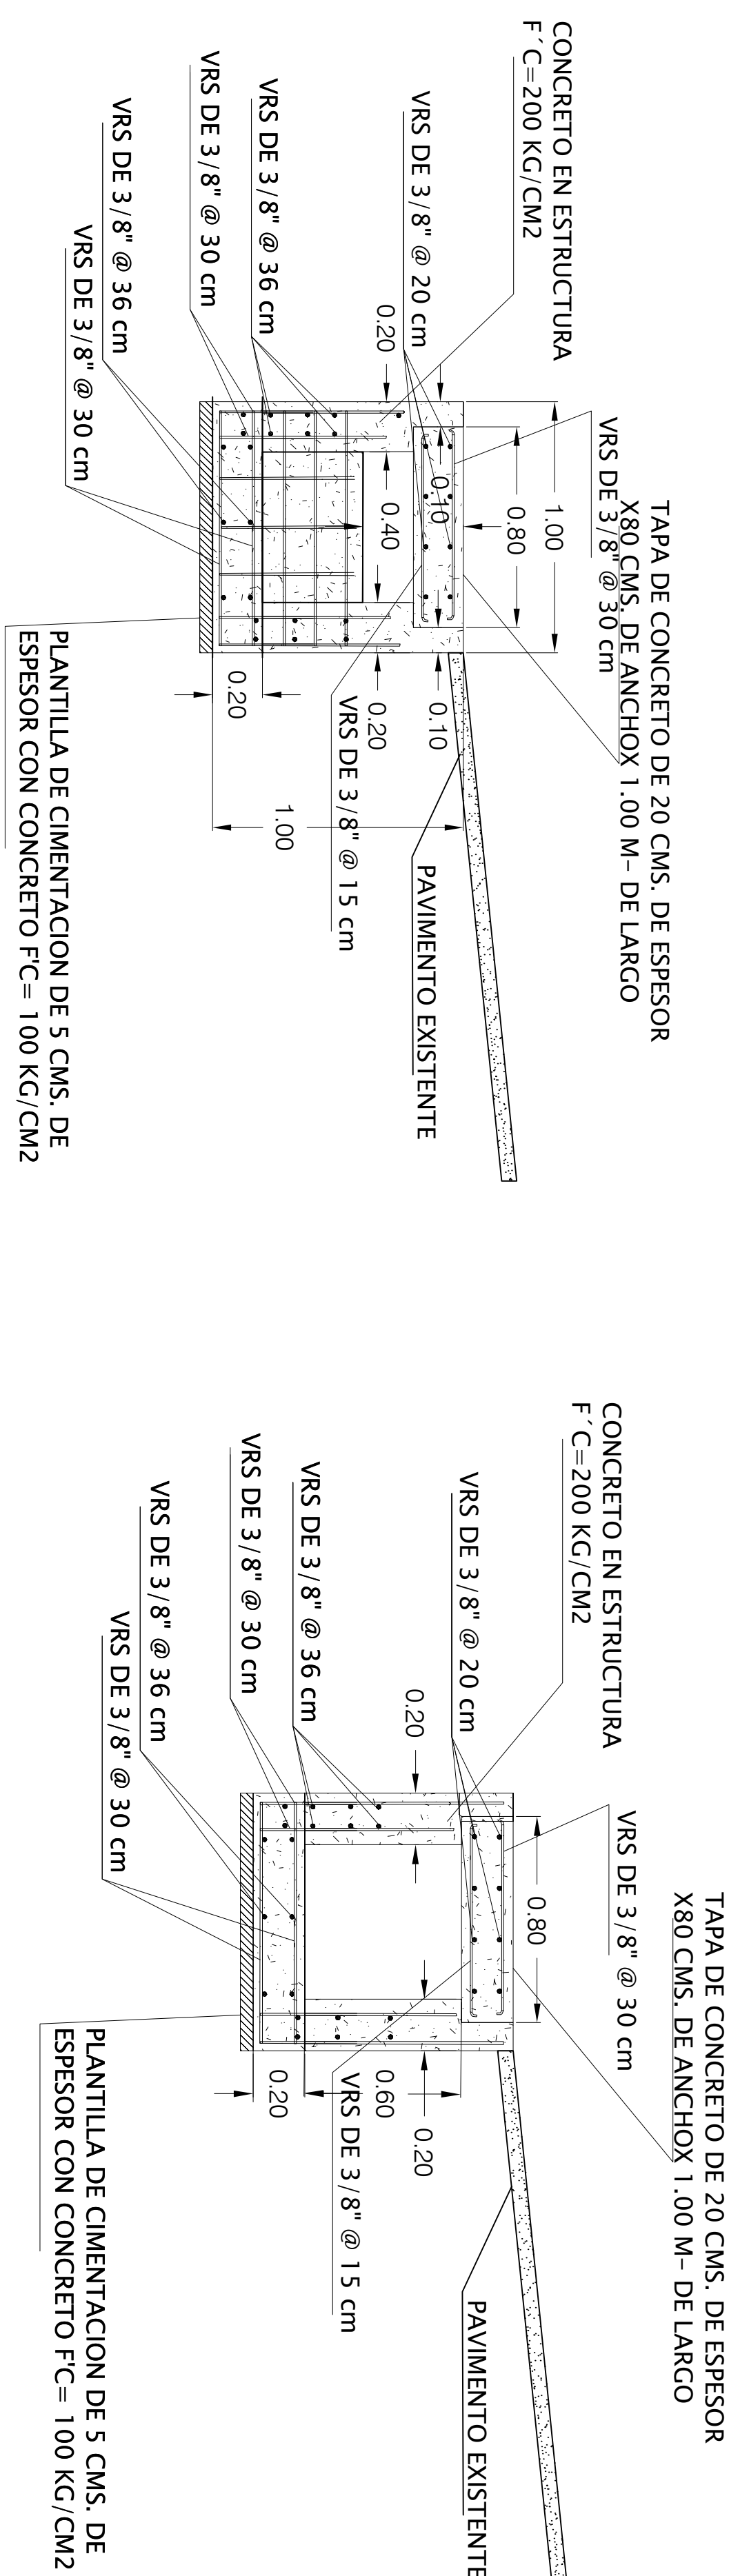 TAPA DE CONCRETO DE 20 CMS. DE ESPESOR
X80 CMS. DE ANCHOX 1.00 M- DE LARGO
VRS DE 3/8" @ 30 cm
CONCRETO EN ESTRUCTURA
F´C=200 KG/CM2
1.00
0.80
VRS DE 3/8" @ 20 cm
0.10
0.10
PAVIMENTO EXISTENTE
0.20
0.40
0.20
VRS DE 3/8" @ 15 cm
1.00
VRS DE 3/8" @ 36 cm
VRS DE 3/8" @ 30 cm
0.20
VRS DE 3/8" @ 36 cm
VRS DE 3/8" @ 30 cm
PLANTILLA DE CIMENTACION DE 5 CMS. DE
ESPESOR CON CONCRETO F'C= 100 KG/CM2
TAPA DE CONCRETO DE 20 CMS. DE ESPESOR
X80 CMS. DE ANCHOX 1.00 M- DE LARGO
VRS DE 3/8" @ 30 cm
CONCRETO EN ESTRUCTURA
F´C=200 KG/CM2
0.80
VRS DE 3/8" @ 20 cm
PAVIMENTO EXISTENTE
0.20
0.20
0.60
VRS DE 3/8" @ 15 cm
VRS DE 3/8" @ 36 cm
VRS DE 3/8" @ 30 cm
0.20
VRS DE 3/8" @ 36 cm
VRS DE 3/8" @ 30 cm
PLANTILLA DE CIMENTACION DE 5 CMS. DE
ESPESOR CON CONCRETO F'C= 100 KG/CM2